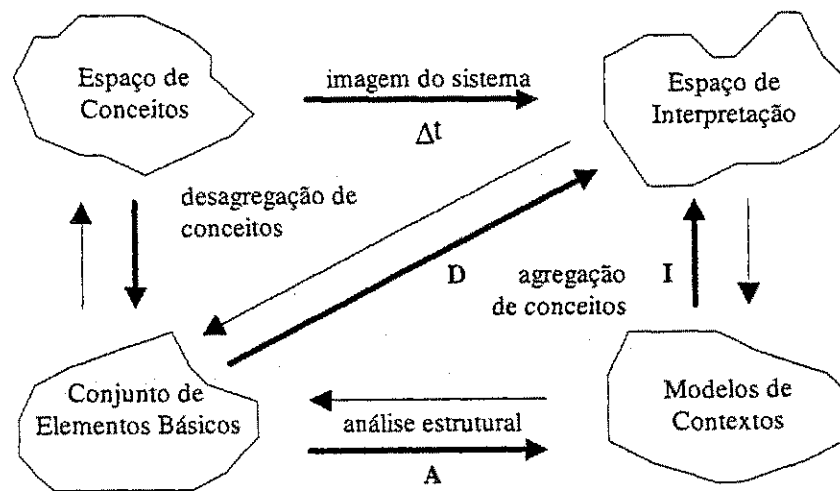 Espaço de
Conceitos
imagem do sistema
Δt
Espaço de
Interpretação
desagregação de
conceitos
D
agregação
de conceitos
I
Conjunto de
Elementos Básicos
análise estrutural
A
Modelos de
Contextos